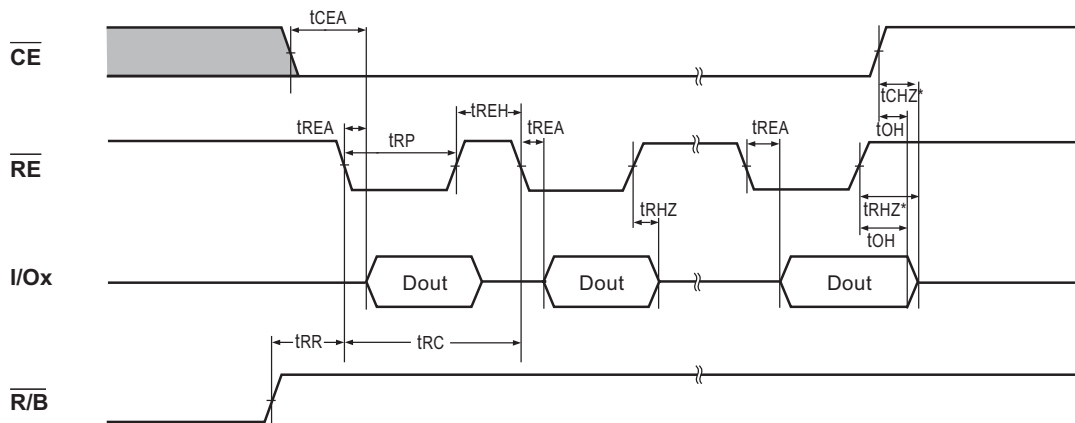 tCEA
CE
tCHZ*
tREA
tREH
tREA
tREA
tOH
tRP
RE
tRHZ
tRHZ*
tOH
I/Ox
Dout
Dout
Dout
tRR
tRC
R/B